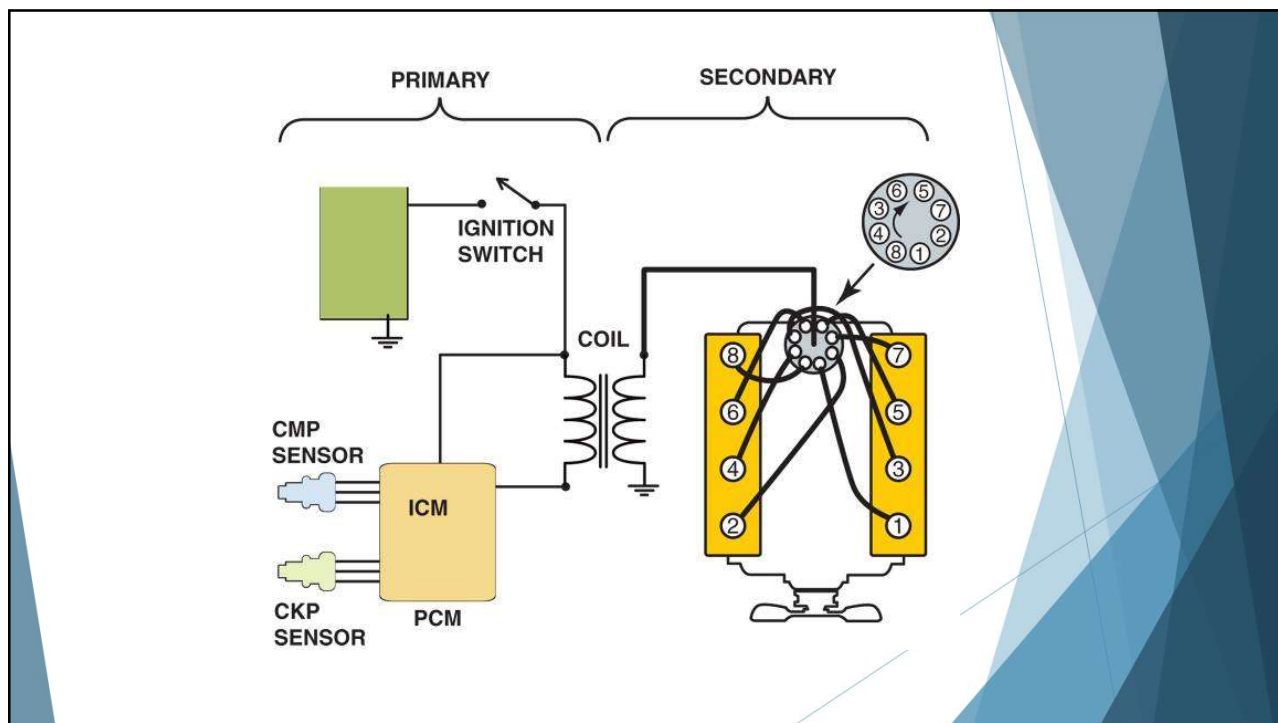 PRIMARY
SECONDARY
IGNITION
SWITCH
6 5
3 7
4 2
8 1
COIL
8 7
6 5
4 3
2 1
CMP
SENSOR
ICM
CKP
SENSOR
PCM